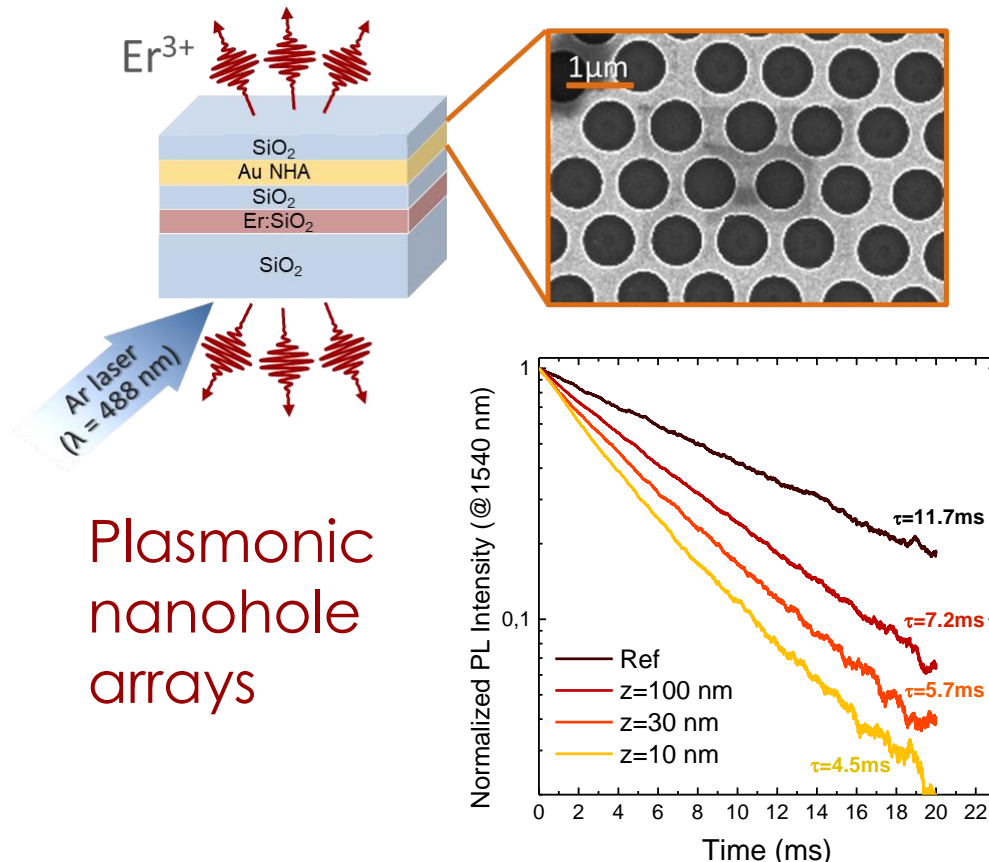 Er³⁺
SiO₂
Au NHA
SiO₂
Er:SiO₂
SiO₂
Ar laser
(λ = 488 nm)
1µm
Plasmonic
nanohole
arrays
Normalized PL Intensity (@1540 nm)
1
0,1
τ=11.7ms
τ=7.2ms
τ=5.7ms
τ=4.5ms
Ref
z=100 nm
z=30 nm
z=10 nm
0 2 4 6 8 10 12 14 16 18 20 22
Time (ms)